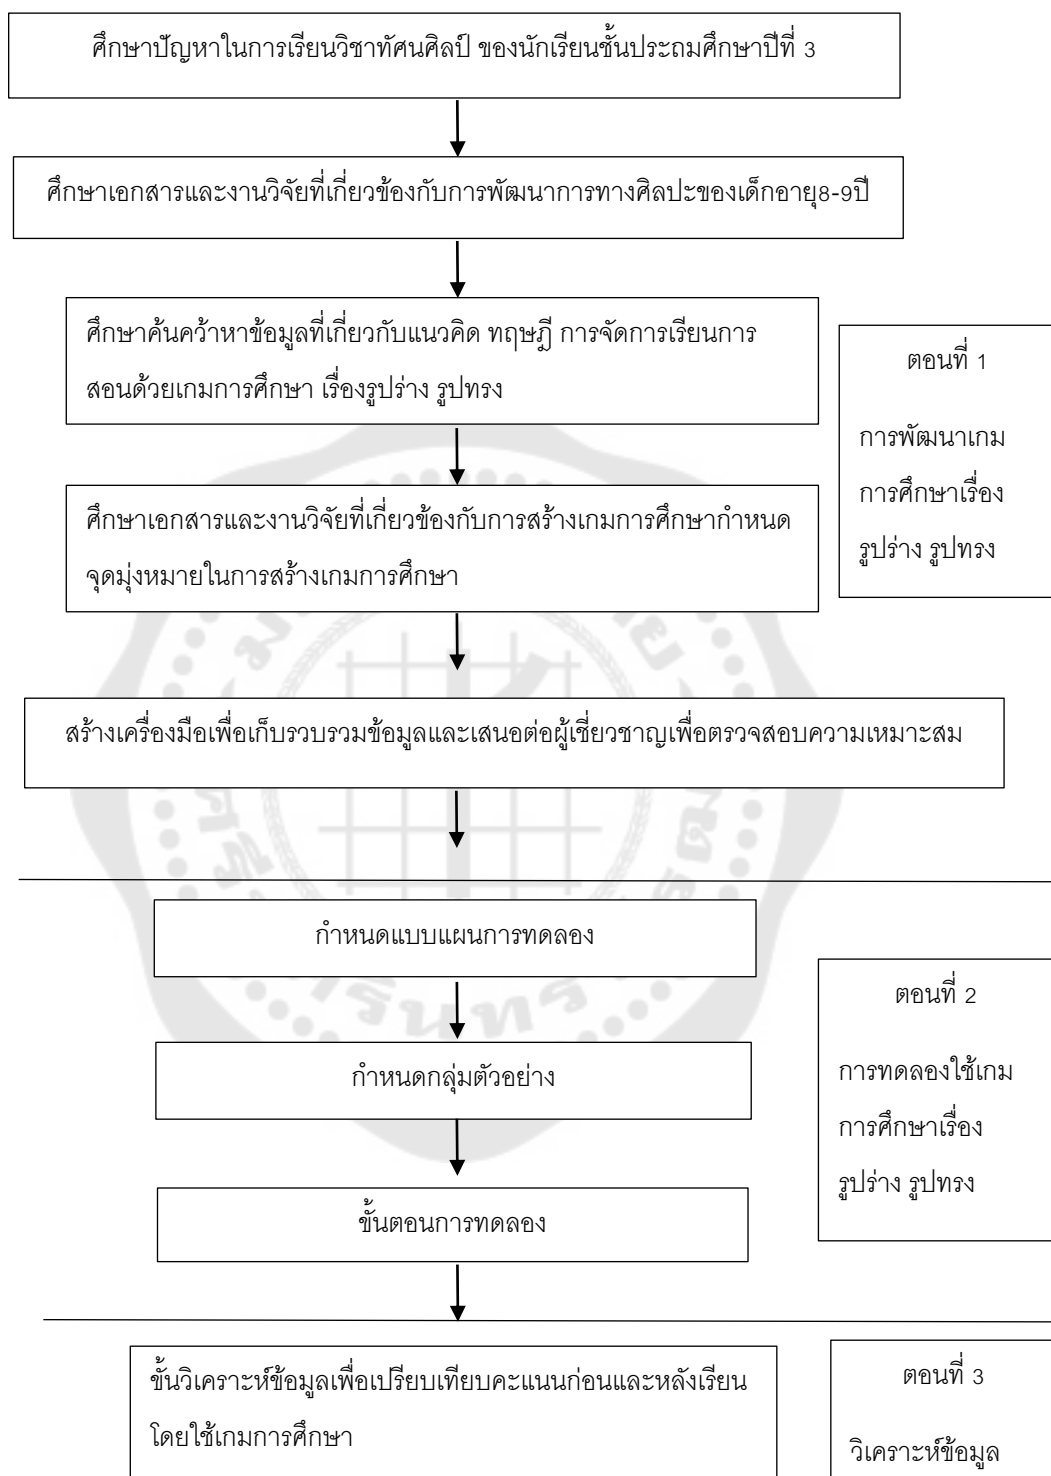 ศึกษาปัญหาในการเรียนวิชาทัศนศิลป์ ของนักเรียนชั้นประถมศึกษาปีที่ 3
ศึกษาเอกสารและงานวิจัยที่เกี่ยวข้องกับการพัฒนาการทางศิลปะของเด็กอายุ8-9ปี
ศึกษาค้นคว้าหาข้อมูลที่เกี่ยวกับแนวคิด ทฤษฎี การจัดการเรียนการ
สอนด้วยเกมการศึกษา เรื่องรูปร่าง รูปทรง
ตอนที่ 1
การพัฒนาเกม
การศึกษาเรื่อง
รูปร่าง รูปทรง
ศึกษาเอกสารและงานวิจัยที่เกี่ยวข้องกับการสร้างเกมการศึกษากำหนด
จุดมุ่งหมายในการสร้างเกมการศึกษา
สร้างเครื่องมือเพื่อเก็บรวบรวมข้อมูลและเสนอต่อผู้เชี่ยวชาญเพื่อตรวจสอบความเหมาะสม
กำหนดแบบแผนการทดลอง
กำหนดกลุ่มตัวอย่าง
ขั้นตอนการทดลอง
ตอนที่ 2
การทดลองใช้เกม
การศึกษาเรื่อง
รูปร่าง รูปทรง
ขั้นวิเคราะห์ข้อมูลเพื่อเปรียบเทียบคะแนนก่อนและหลังเรียน
โดยใช้เกมการศึกษา
ตอนที่ 3
วิเคราะห์ข้อมูล